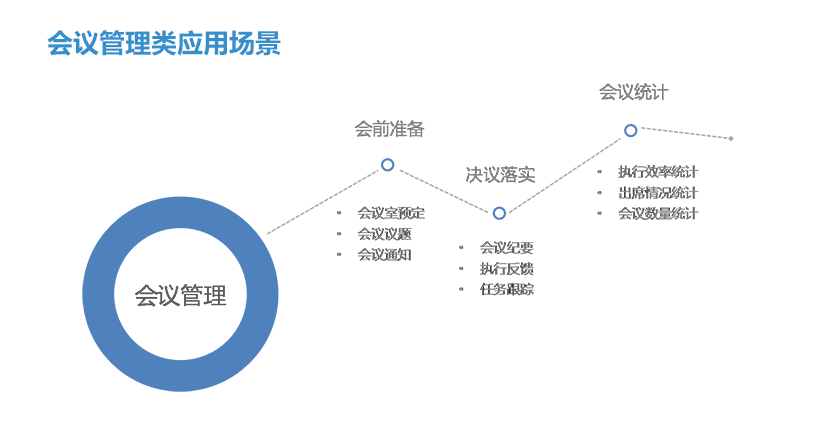 会议管理类应用场景
会议统计
会前准备
决议落实
执行效率统计
出席情况统计
会议数量统计
会议室预定
会议议题
会议通知
会议纪要
执行反馈
任务跟踪
会议管理